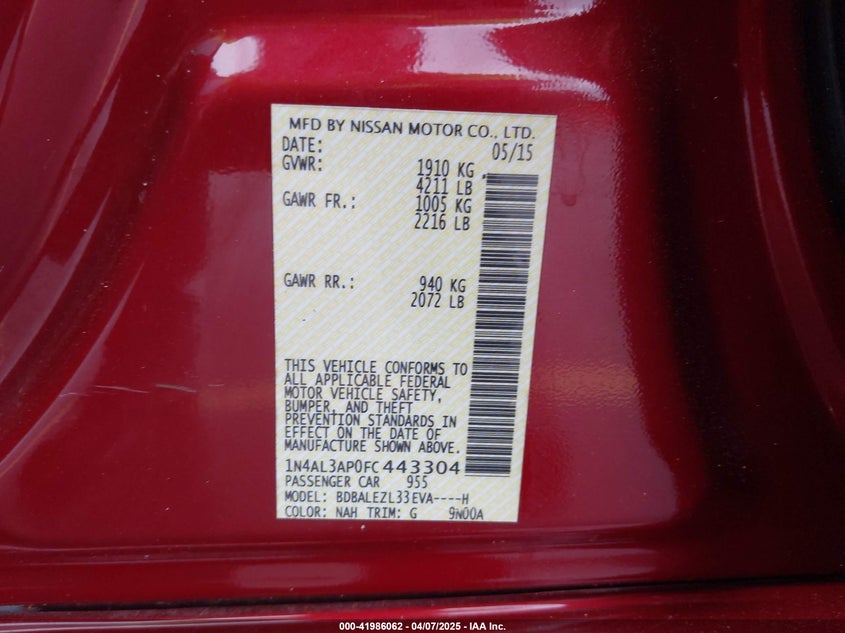 MFD BY NISSAN MOTOR CO., LTD.
DATE: 05/15
GVWR: 1910 KG
4211 LB
GAWR FR.: 1005 KG
2216 LB
GAWR RR.: 940 KG
2072 LB
THIS VEHICLE CONFORMS TO
ALL APPLICABLE FEDERAL
MOTOR VEHICLE SAFETY,
BUMPER, AND THEFT
PREVENTION STANDARDS IN
EFFECT ON THE DATE OF
MANUFACTURE SHOWN ABOVE.
1N4AL3AP0FC443304
PASSENGER CAR 955
MODEL: BDBALEZL33EVA----H
COLOR: NAH TRIM: G 9N00A
000-41986062 - 04/07/2025 - IAA Inc.